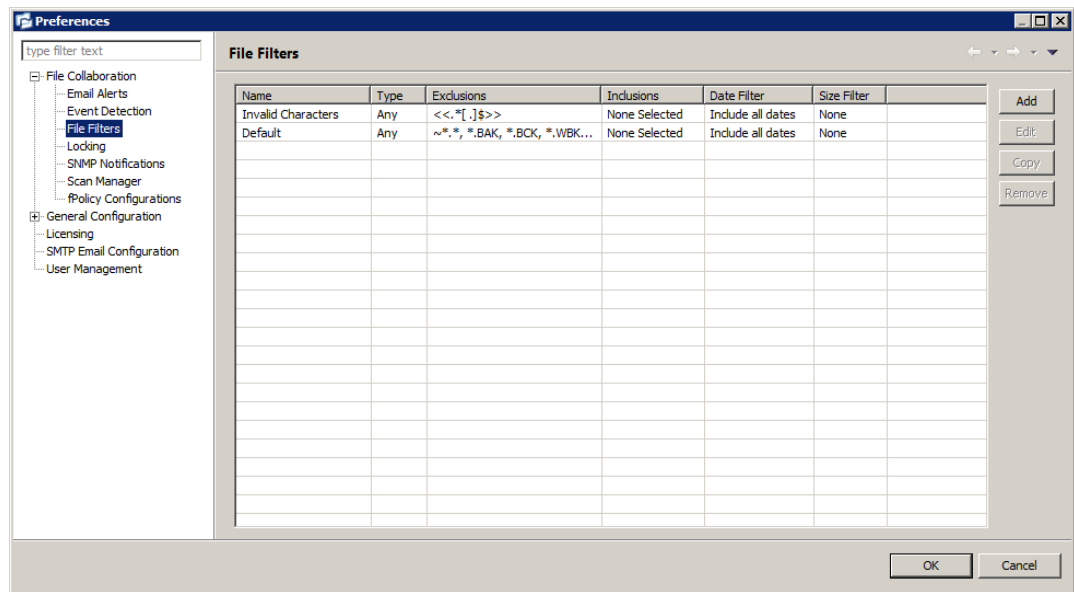 Preferences
type filter text
File Filters
File Collaboration
Email Alerts
Event Detection
File Filters
Locking
SNMP Notifications
Scan Manager
fPolicy Configurations
General Configuration
Licensing
SMTP Email Configuration
User Management
Name Type Exclusions Inclusions Date Filter Size Filter
Invalid Characters Any <<.*[ .]$>> None Selected Include all dates None
Default Any ~*.*, *.BAK, *.BCK, *.WBK... None Selected Include all dates None
Add
Edit
Copy
Remove
OK Cancel